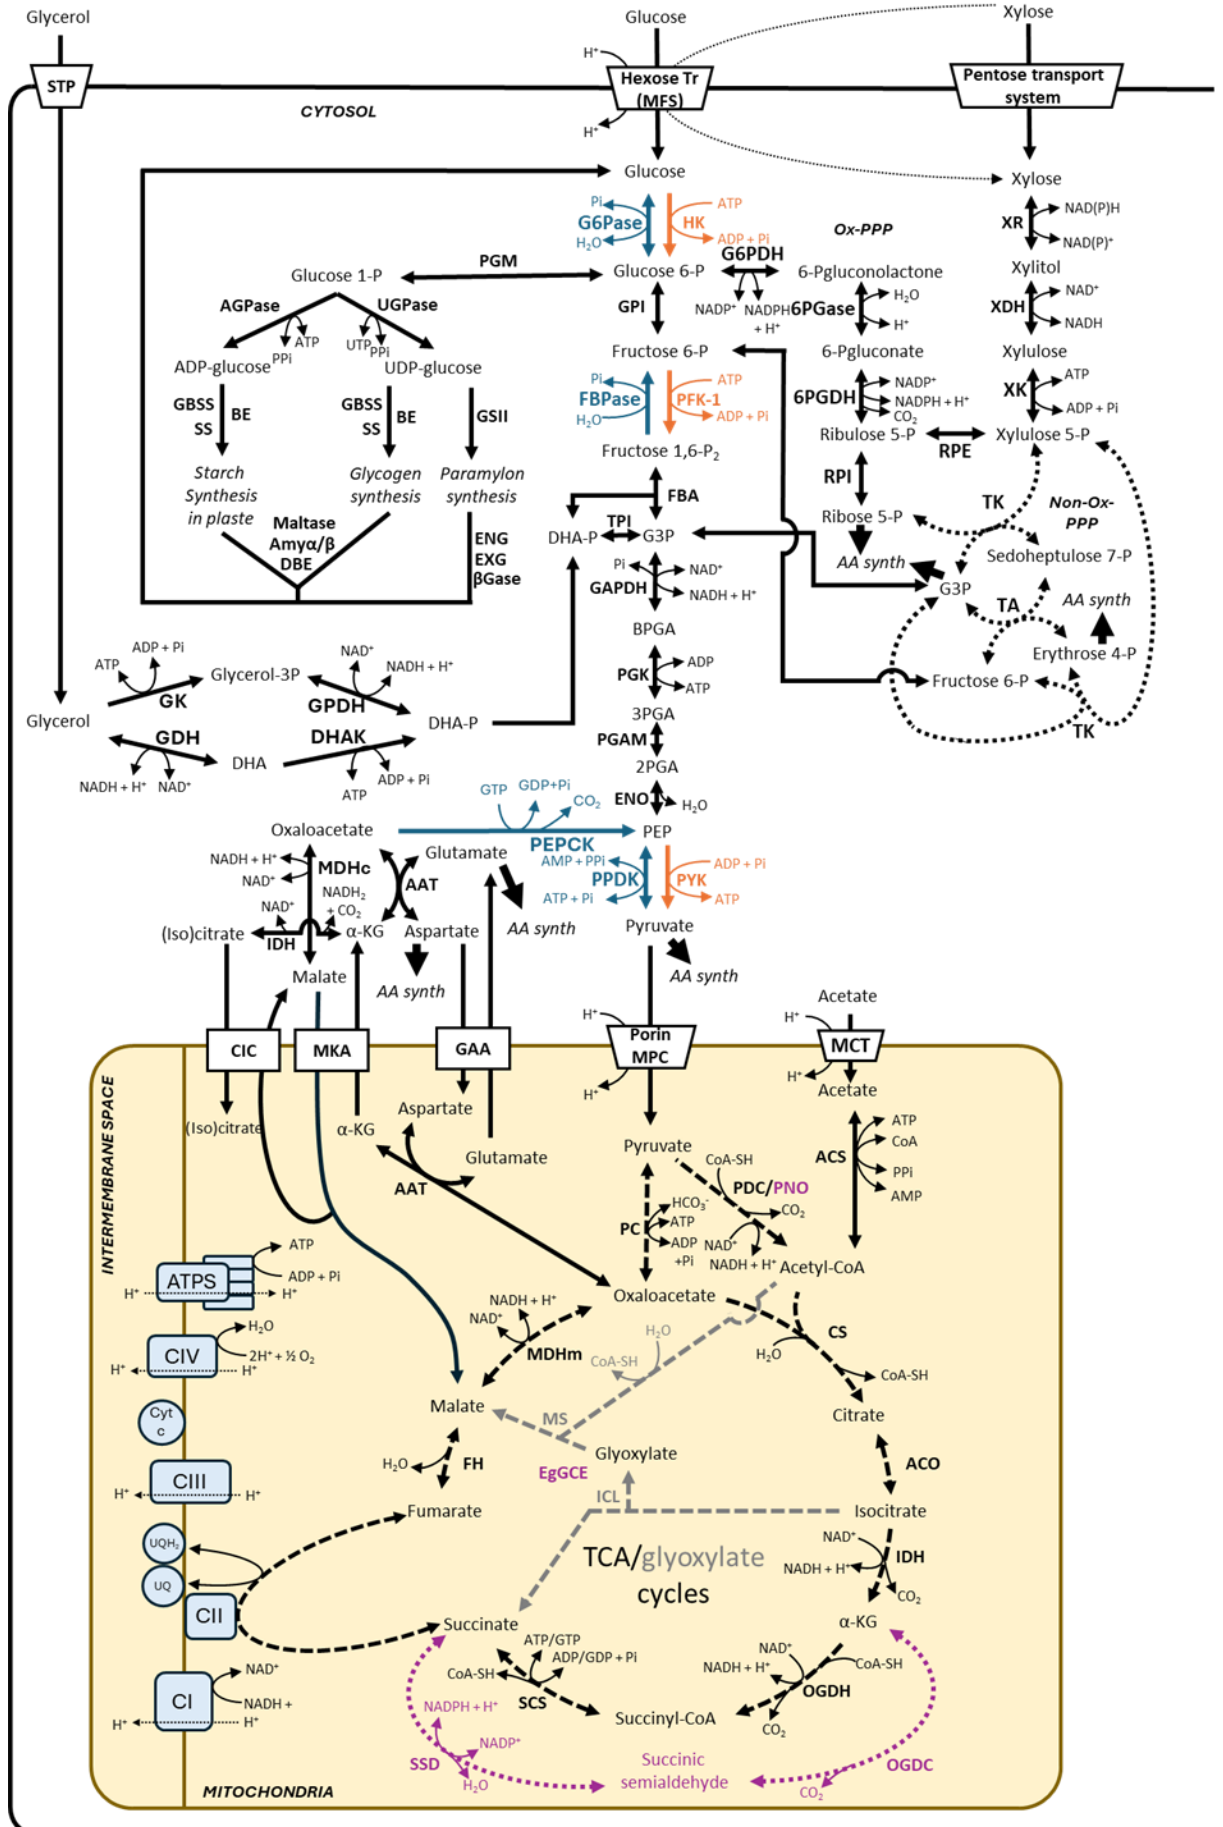 Glycerol
Glucose
Xylose
H⁺
STP
Hexose Tr
(MFS)
Pentose transport
system
CYTOSOL
H⁺
Glucose
Xylose
Pi
G6Pase
H₂O
HK
ATP
ADP + Pi
XR
NAD(P)H
NAD(P)⁺
Ox-PPP
Glucose 1-P
PGM
Glucose 6-P
G6PDH
NADP⁺
NADPH
+ H⁺
6-Pgluconolactone
Xylitol
AGPase
UGPase
PPi
ATP
UTP
PPi
GPI
6PGase
H₂O
H⁺
XDH
NAD⁺
NADH
ADP-glucose
UDP-glucose
Fructose 6-P
6-Pgluconate
Xylulose
GBSS
SS
BE
GBSS
SS
BE
GSII
Pi
FBPase
H₂O
PFK-1
ATP
ADP + Pi
6PGDH
NADP⁺
NADPH + H⁺
CO₂
XK
ATP
ADP + Pi
Starch
Synthesis
in plaste
Glycogen
synthesis
Paramylon
synthesis
Fructose 1,6-P₂
Ribulose 5-P
RPE
Xylulose 5-P
RPI
Maltase
Amyα/β
DBE
ENG
EXG
βGase
FBA
DHA-P
TPI
G3P
Ribose 5-P
TK
Non-Ox-
PPP
AA synth
Sedoheptulose 7-P
Pi
GAPDH
NAD⁺
NADH + H⁺
G3P
TA
AA synth
BPGA
Erythrose 4-P
ATP
ADP + Pi
GK
Glycerol-3P
NAD⁺
NADH + H⁺
GPDH
PGK
ADP
ATP
Fructose 6-P
TK
Glycerol
DHA-P
3PGA
GDH
NADH + H⁺
NAD⁺
DHA
DHAK
ATP
ADP + Pi
PGAM
2PGA
ENO
H₂O
GTP
GDP+Pi
CO₂
Oxaloacetate
PEPCK
PEP
NADH + H⁺
NAD⁺
MDHc
AAT
Glutamate
AMP + PPi
PPDK
ATP + Pi
PYK
ADP + Pi
ATP
NAD⁺
NADH₂
+ CO₂
(Iso)citrate
IDH
α-KG
Aspartate
AA synth
Pyruvate
Malate
AA synth
AA synth
Acetate
H⁺
H⁺
CIC
MKA
GAA
Porin
MPC
MCT
H⁺
H⁺
Acetate
INTERMEMBRANE SPACE
(Iso)citrate
α-KG
Aspartate
Glutamate
AAT
Pyruvate
CoA-SH
PDC/PNO
CO₂
NAD⁺
NADH + H⁺
ACS
ATP
CoA
PPi
AMP
PC
HCO₃⁻
ATP
ADP
+Pi
Acetyl-CoA
ATPS
ATP
ADP + Pi
H⁺
H⁺
Oxaloacetate
NADH + H⁺
NAD⁺
MDHm
H₂O
CoA-SH
H₂O
CS
CoA-SH
CIV
H₂O
2H⁺ + ½ O₂
H⁺
H⁺
Malate
MS
Citrate
Cyt
c
H₂O
FH
Glyoxylate
EgGCE
ACO
CIII
H⁺
H⁺
ICL
Fumarate
Isocitrate
UQH₂
UQ
TCA/glyoxylate
cycles
NAD⁺
NADH + H⁺
IDH
CO₂
CII
Succinate
α-KG
ATP/GTP
ADP/GDP + Pi
CoA-SH
SCS
NAD⁺
NADH + H⁺
CoA-SH
OGDH
CO₂
CI
NAD⁺
NADH +
H⁺
H⁺
NADPH + H⁺
Succinyl-CoA
SSD
NADP⁺
H₂O
Succinic
semialdehyde
OGDC
CO₂
MITOCHONDRIA